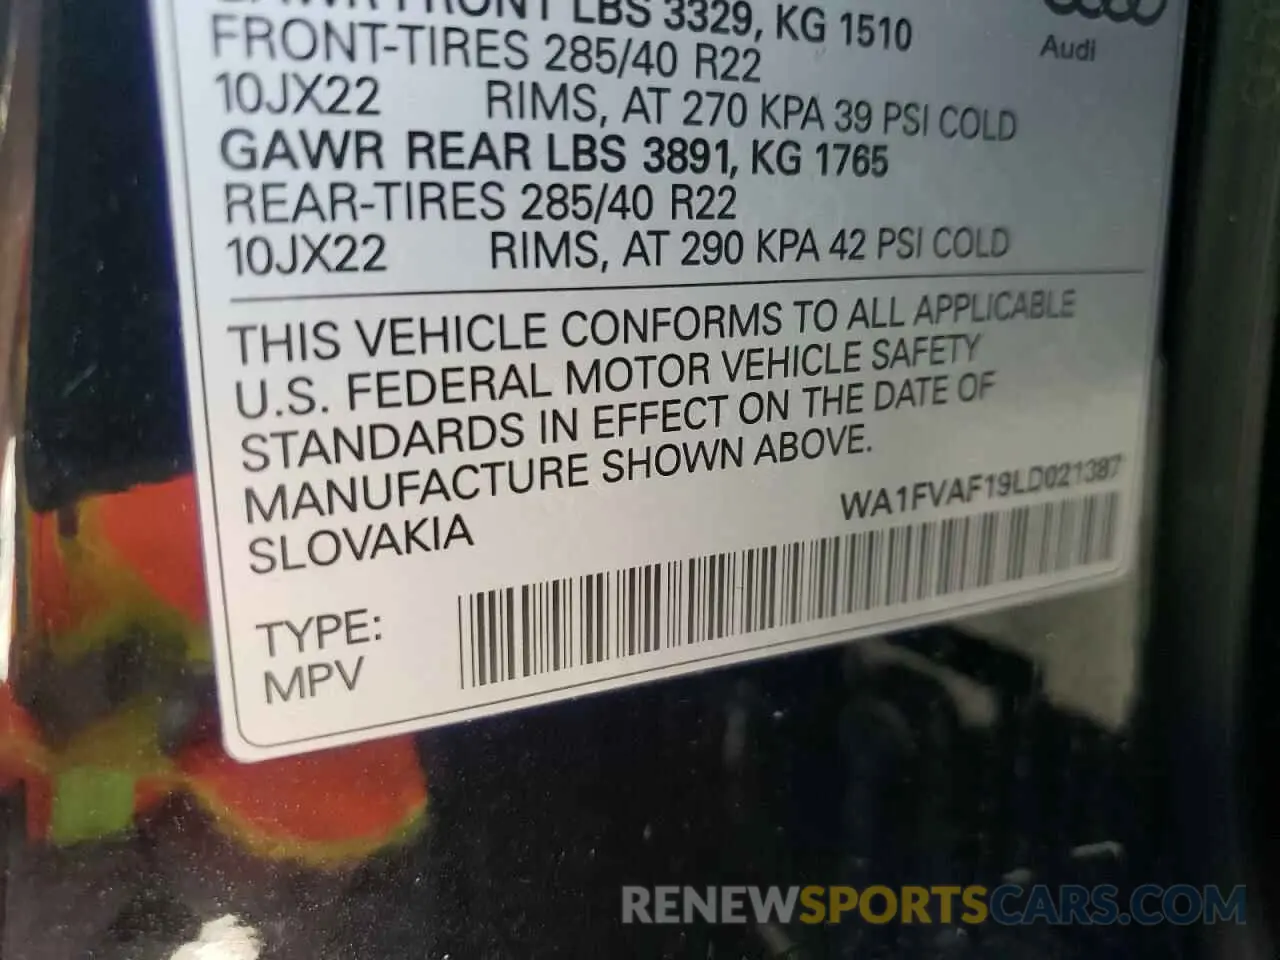 GAWR FRONT LBS 3329, KG 1510
FRONT-TIRES 285/40 R22
10JX22 RIMS, AT 270 KPA 39 PSI COLD
GAWR REAR LBS 3891, KG 1765
REAR-TIRES 285/40 R22
10JX22 RIMS, AT 290 KPA 42 PSI COLD
Audi
THIS VEHICLE CONFORMS TO ALL APPLICABLE
U.S. FEDERAL MOTOR VEHICLE SAFETY
STANDARDS IN EFFECT ON THE DATE OF
MANUFACTURE SHOWN ABOVE.
SLOVAKIA
WA1FVAF19LD021387
TYPE:
MPV
RENEWSPORTSCARS.COM